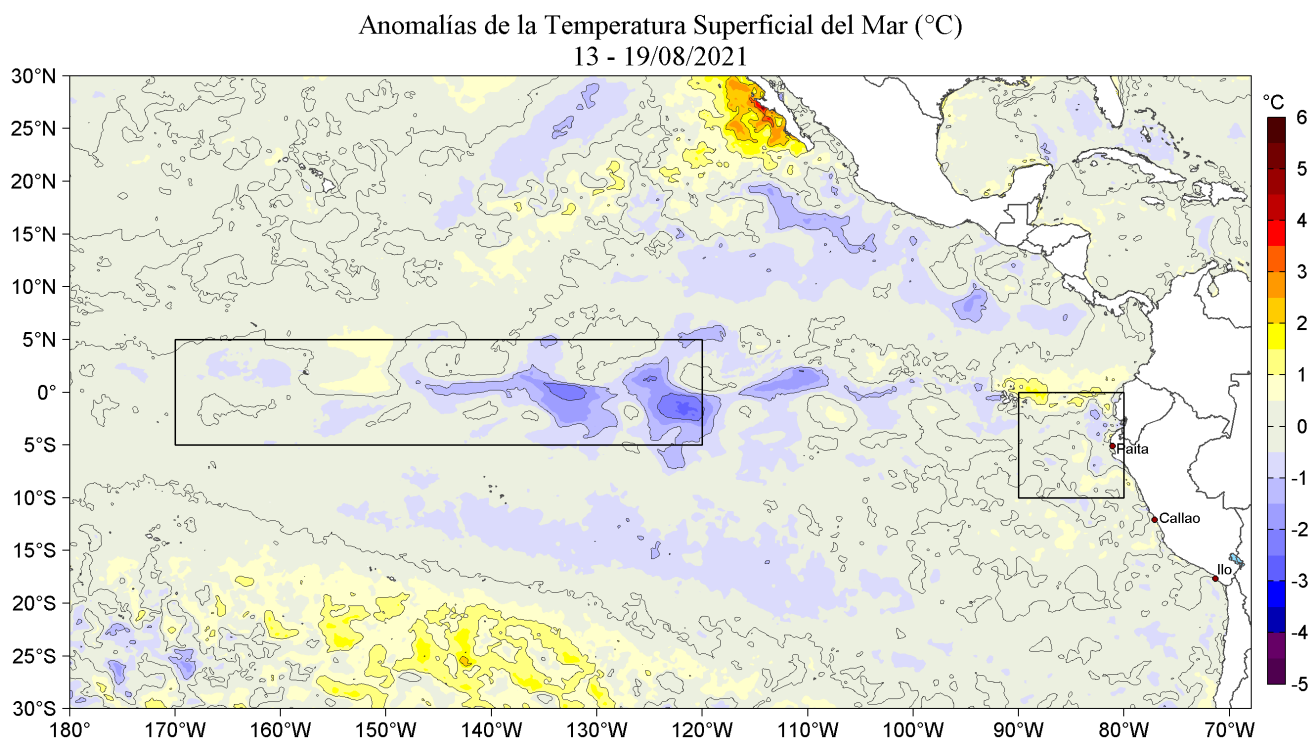 Anomalías de la Temperatura Superficial del Mar (°C)
13 - 19/08/2021
30°N
25°N
20°N
15°N
10°N
5°N
0°
5°S
10°S
15°S
20°S
25°S
30°S
180°
170°W
160°W
150°W
140°W
130°W
120°W
110°W
100°W
90°W
80°W
70°W
Paita
Callao
Ilo
°C
6
5
4
3
2
1
0
-1
-2
-3
-4
-5